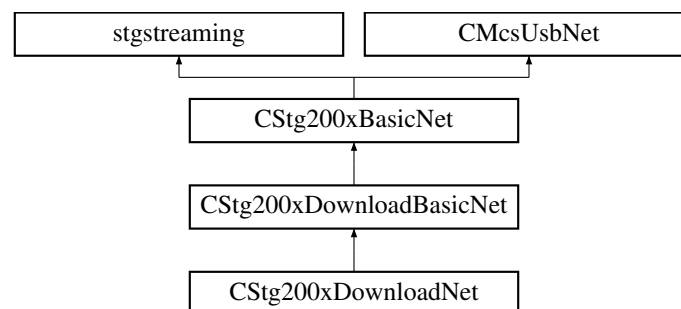 stgstreaming
CMcsUsbNet
CStg200xBasicNet
CStg200xDownloadBasicNet
CStg200xDownloadNet